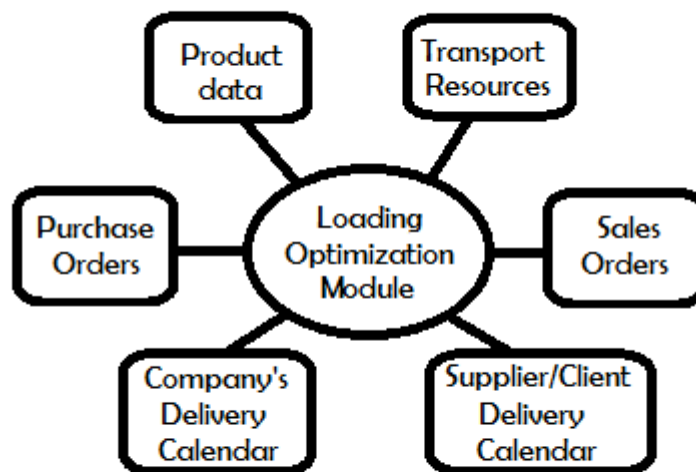 Product
data
Transport
Resources
Purchase
Orders
Loading
Optimization
Module
Sales
Orders
Company's
Delivery
Calendar
Supplier/Client
Delivery
Calendar